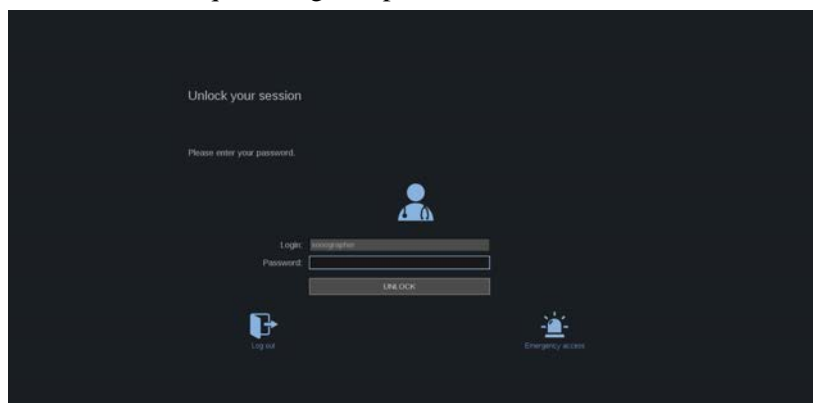 Unlock your session
Please enter your password.
Login: sonographer
Password:
UNLOCK
Log out
Emergency access